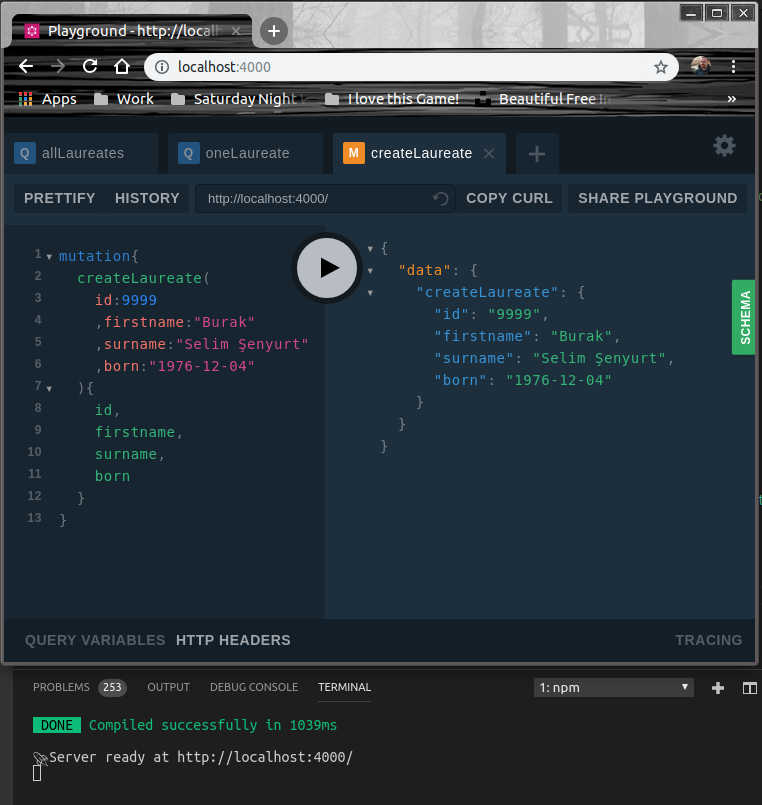 Playground - http://local
localhost:4000
Apps Work Saturday Night I love this Game! Beautiful Free »
Q allLaureates Q oneLaureate M createLaureate
PRETTIFY HISTORY http://localhost:4000/ COPY CURL SHARE PLAYGROUND
1 mutation{
2 createLaureate(
3 id:9999
4 ,firstname:"Burak"
5 ,surname:"Selim Şenyurt"
6 ,born:"1976-12-04"
7 ){
8 id,
9 firstname,
10 surname,
11 born
12 }
13 }
{
"data": {
"createLaureate": {
"id": "9999",
"firstname": "Burak",
"surname": "Selim Şenyurt",
"born": "1976-12-04"
}
}
}
SCHEMA
QUERY VARIABLES HTTP HEADERS TRACING
PROBLEMS 253 OUTPUT DEBUG CONSOLE TERMINAL 1: npm
DONE Compiled successfully in 1039ms
Server ready at http://localhost:4000/